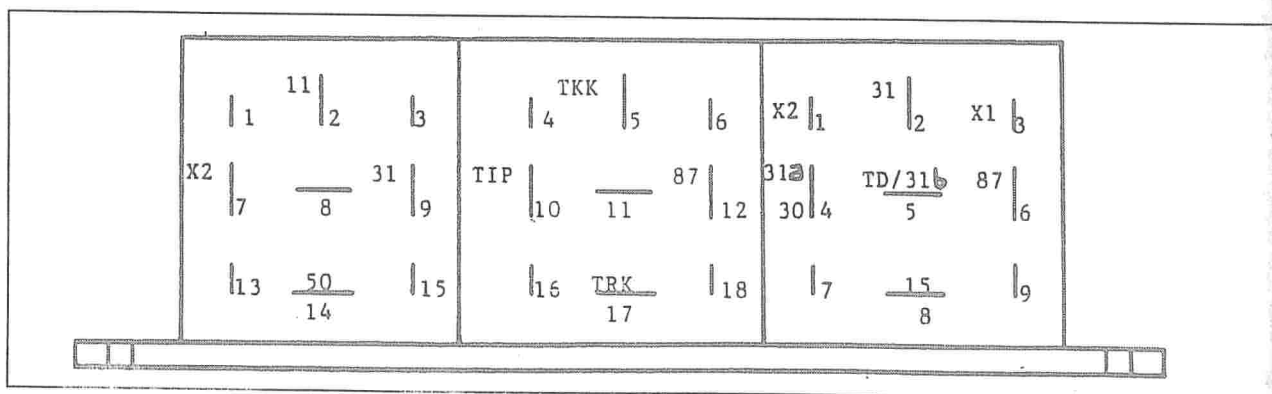 11 TKK 31
1 2 3 4 5 6 X2 1 2 X1 3
X2 31 TIP 87 31a TD/31b 87
7 8 9 10 11 12 30 4 5 6
13 50 15 16 TRK 18 7 15 9
14 17 8